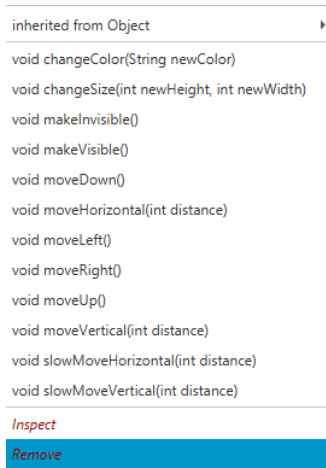 inherited from Object
void changeColor(String newColor)
void changeSize(int newHeight, int newWidth)
void makeInvisible()
void makeVisible()
void moveDown()
void moveHorizontal(int distance)
void moveLeft()
void moveRight()
void moveUp()
void moveVertical(int distance)
void slowMoveHorizontal(int distance)
void slowMoveVertical(int distance)
Inspect
Remove